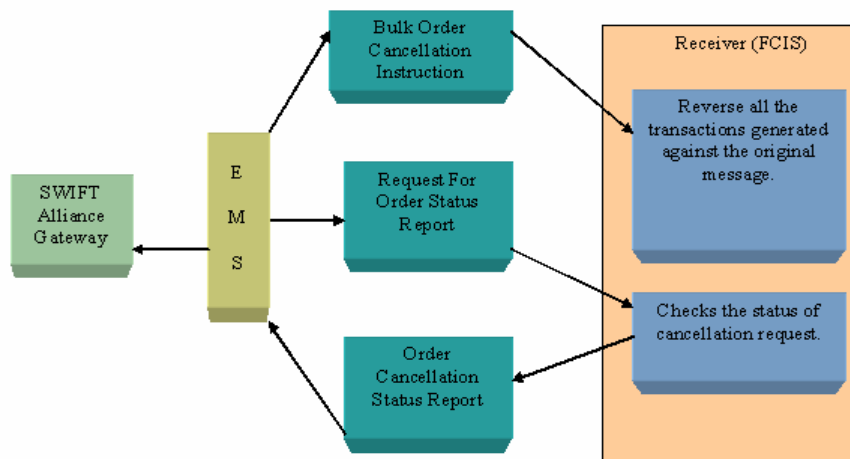 Bulk Order
Cancellation
Instruction
Receiver (FCIS)
Reverse all the
transactions generated
against the original
message.
E
M
S
SWIFT
Alliance
Gateway
Request For
Order Status
Report
Checks the status of
cancellation request.
Order
Cancellation
Status Report